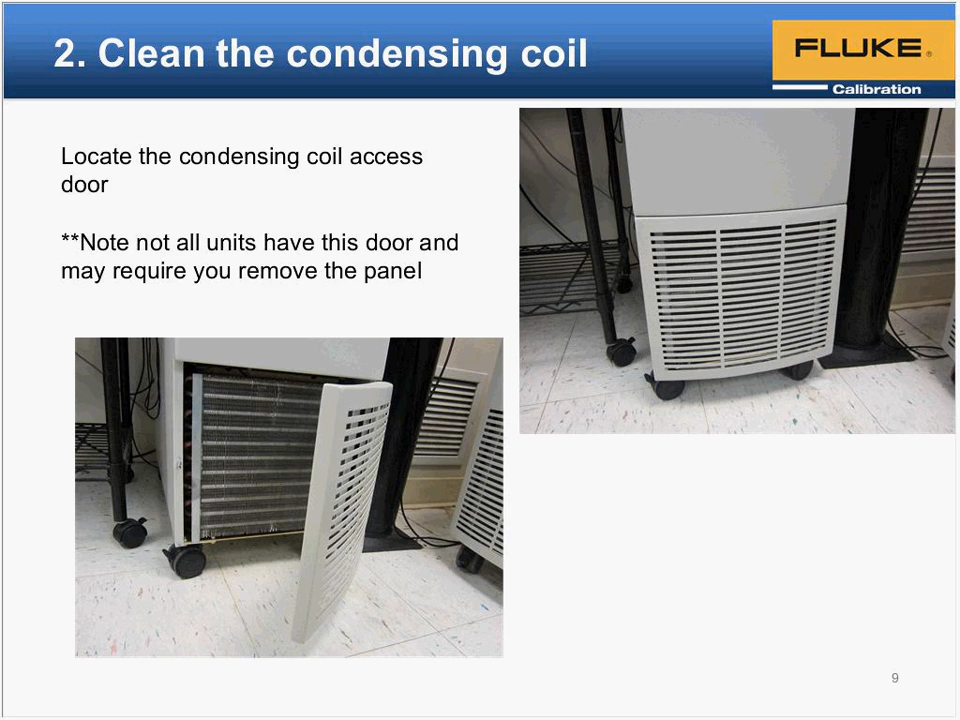 2. Clean the condensing coil
FLUKE®
Calibration
Locate the condensing coil access
door
**Note not all units have this door and
may require you remove the panel
9